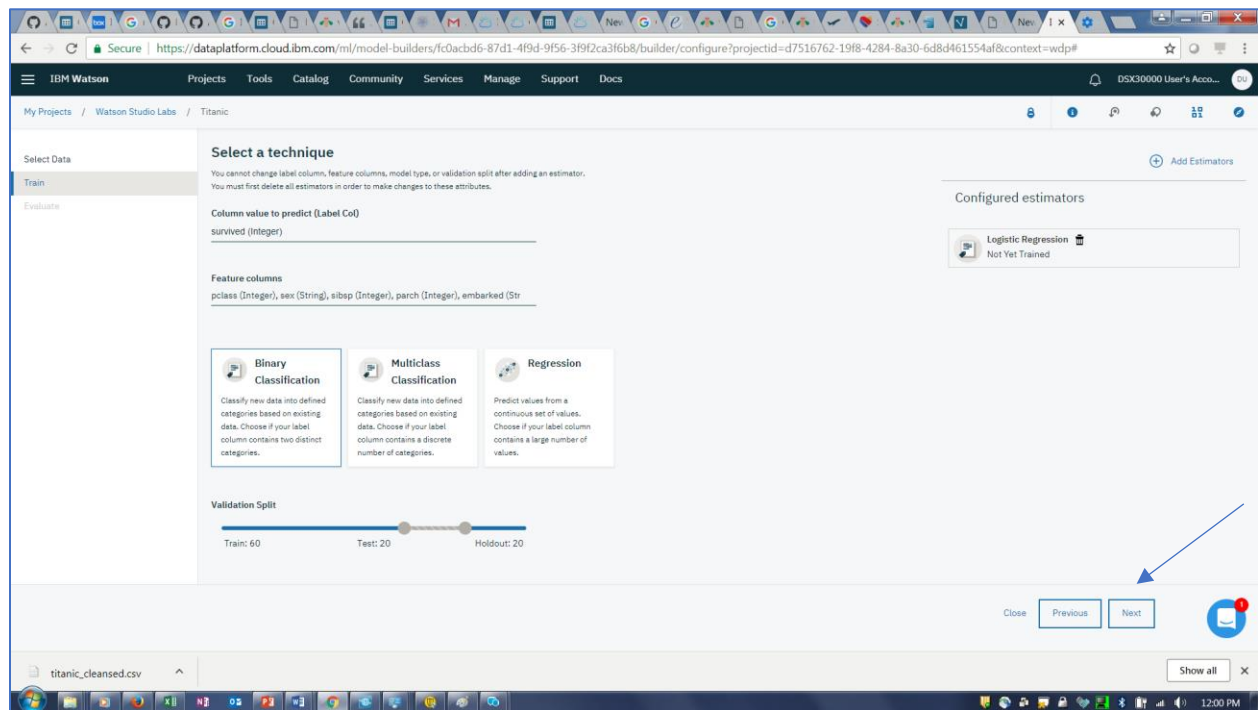 New
New
Secure | https://dataplatform.cloud.ibm.com/ml/model-builders/fc0acbd6-87d1-4f9d-9f56-3f9f2ca3f6b8/builder/configure?projectid=d7516762-19f8-4284-8a30-6d8d461554af&context=wdp#
IBM Watson Projects Tools Catalog Community Services Manage Support Docs DSX30000 User's Acco... DU
My Projects / Watson Studio Labs / Titanic
Select Data
Train
Evaluate
Select a technique
You cannot change label column, feature columns, model type, or validation split after adding an estimator.
You must first delete all estimators in order to make changes to these attributes.
Column value to predict (Label Col)
survived (Integer)
Feature columns
pclass (Integer), sex (String), sibsp (Integer), parch (Integer), embarked (Str
Binary
Classification
Classify new data into defined
categories based on existing
data. Choose if your label
column contains two distinct
categories.
Multiclass
Classification
Classify new data into defined
categories based on existing
data. Choose if your label
column contains a discrete
number of categories.
Regression
Predict values from a
continuous set of values.
Choose if your label column
contains a large number of
values.
Validation Split
Train: 60 Test: 20 Holdout: 20
Add Estimators
Configured estimators
Logistic Regression
Not Yet Trained
Close Previous Next
1
titanic_cleansed.csv
Show all
12:00 PM